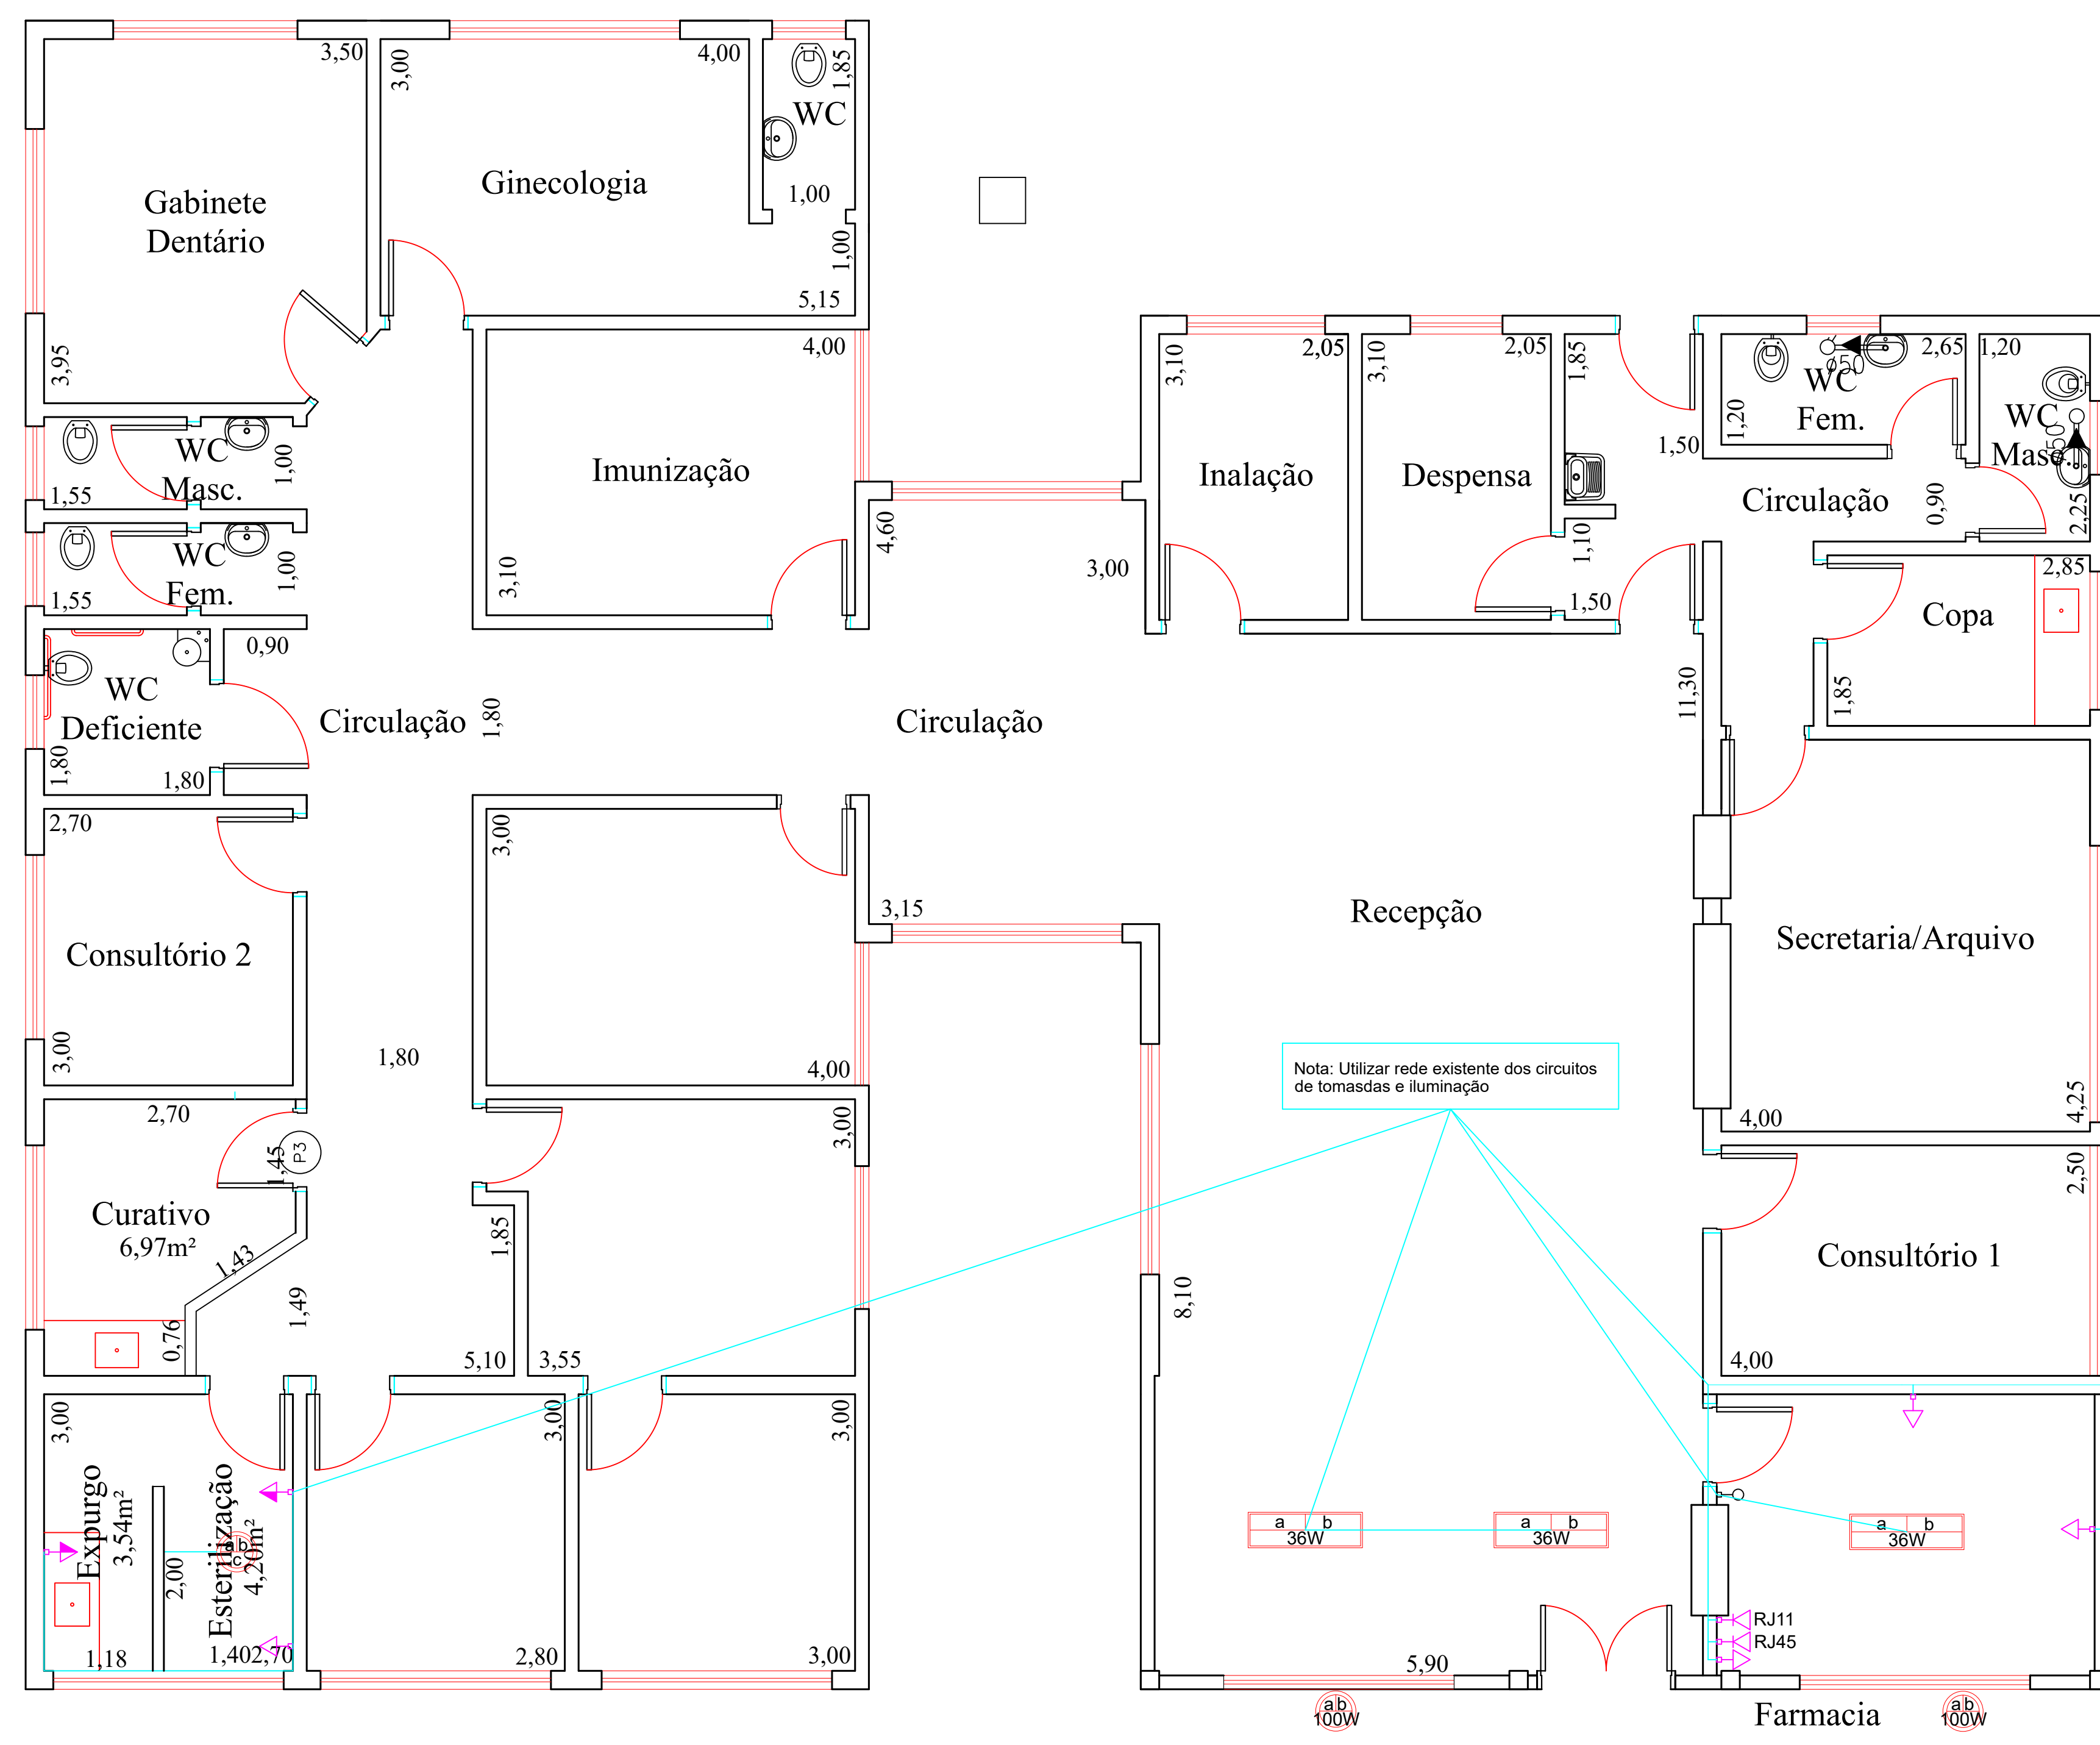 3,50
3,00
4,00
1,85
WC
Ginecologia
1,00
Gabinete
Dentário
1,00
5,15
3,95
4,00
3,10
2,05
3,10
2,05
1,85
2,65
1,20
ø50
WC
Fem.
1,20
WC
Masc.
ø50
1,50
WC
Masc.
1,00
1,55
Imunização
Inalação
Despensa
Circulação
0,90
2,25
4,60
1,10
WC
Fem.
1,00
1,55
3,10
3,00
1,50
2,85
Copa
1,85
0,90
WC
Deficiente
1,80
1,80
Circulação
1,80
Circulação
11,30
2,70
3,00
3,15
Recepção
Secretaria/Arquivo
Consultório 2
3,00
1,80
4,00
Nota: Utilizar rede existente dos circuitos
de tomasdas e iluminação
4,25
4,00
2,70
3,00
1,45
P3
2,50
Curativo
6,97m²
1,43
1,85
Consultório 1
1,49
8,10
0,76
5,10
3,55
4,00
3,00
3,00
3,00
Expurgo
3,54m²
Esterilização
4,20m²
a b
c
2,00
a b
36W
a b
36W
a b
36W
RJ11
RJ45
1,18
1,40
2,70
2,80
3,00
5,90
a b
100W
Farmacia
a b
100W